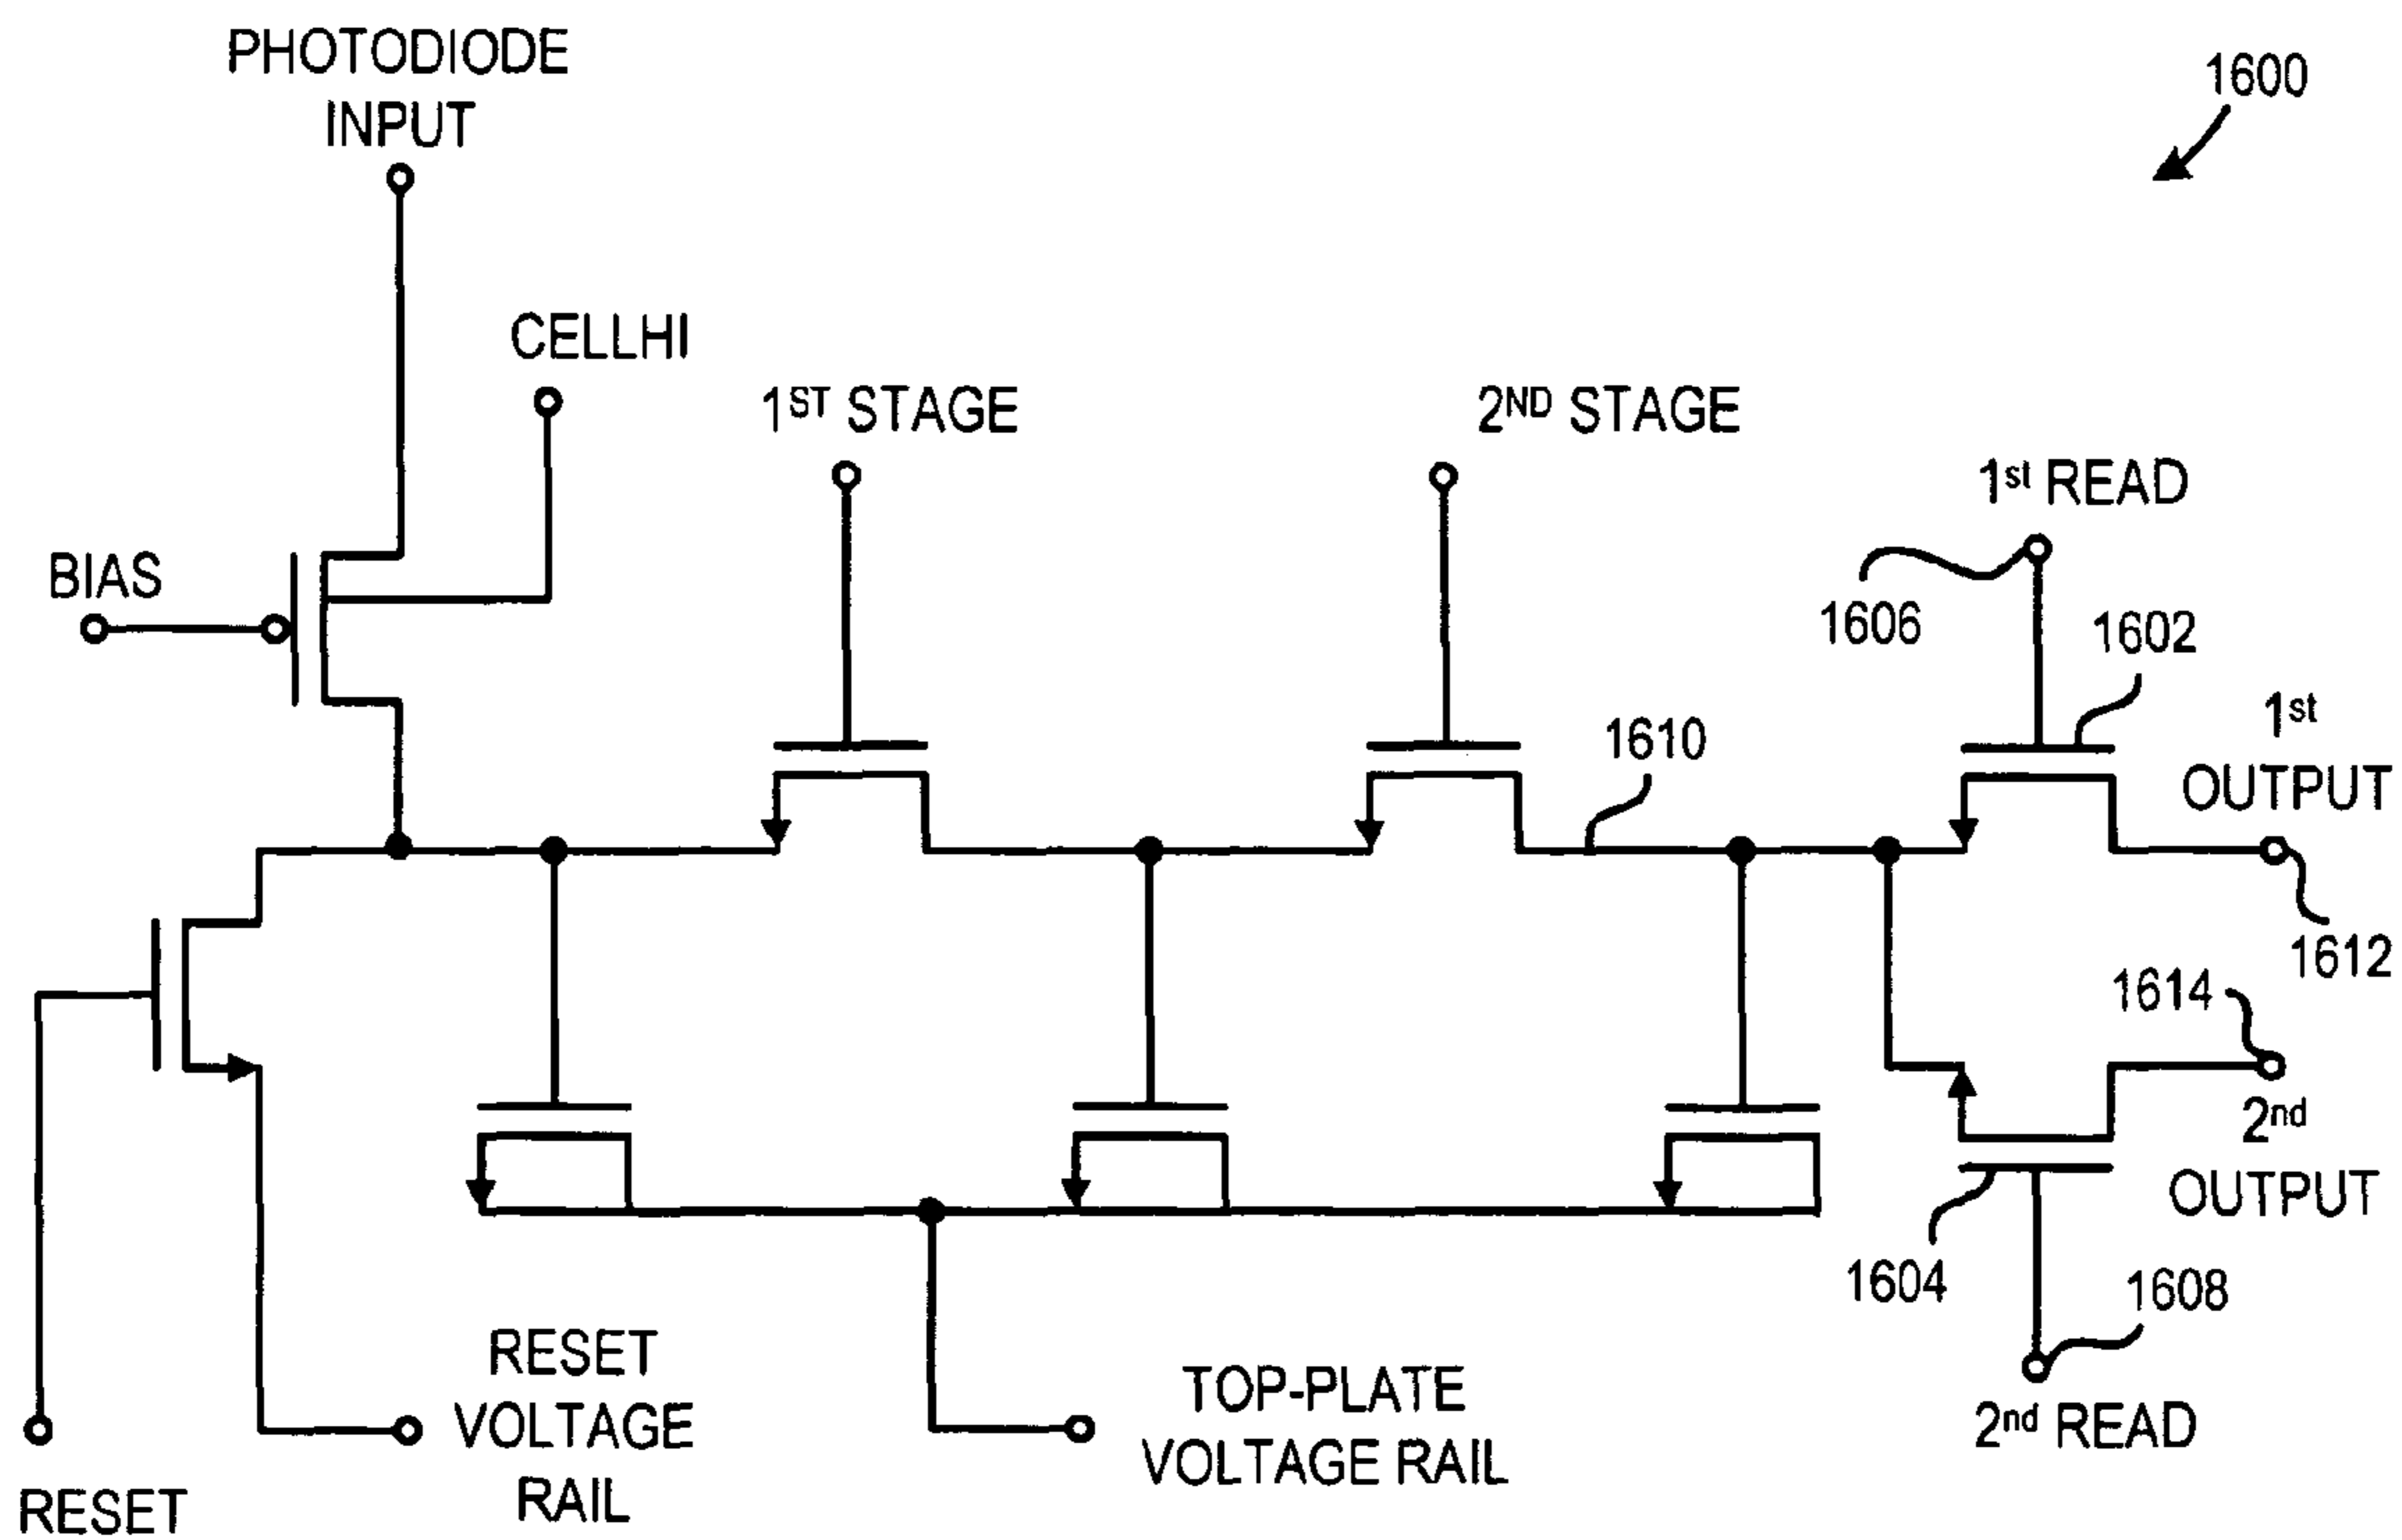 PHOTODIODE
INPUT
1600
CELLHI
1ST STAGE
2ND STAGE
1st READ
BIAS
1606
1602
1610
1st
OUTPUT
1612
1614
2nd
OUTPUT
1604
1608
2nd READ
RESET
VOLTAGE
RAIL
TOP-PLATE
VOLTAGE RAIL
RESET